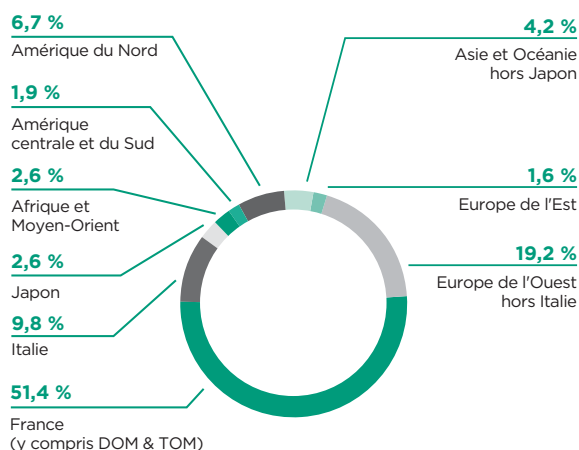 6,7 %
Amérique du Nord
1,9 %
Amérique
centrale et du Sud
2,6 %
Afrique et
Moyen-Orient
2,6 %
Japon
9,8 %
Italie
51,4 %
France
(y compris DOM & TOM)
4,2 %
Asie et Océanie
hors Japon
1,6 %
Europe de l'Est
19,2 %
Europe de l'Ouest
hors Italie